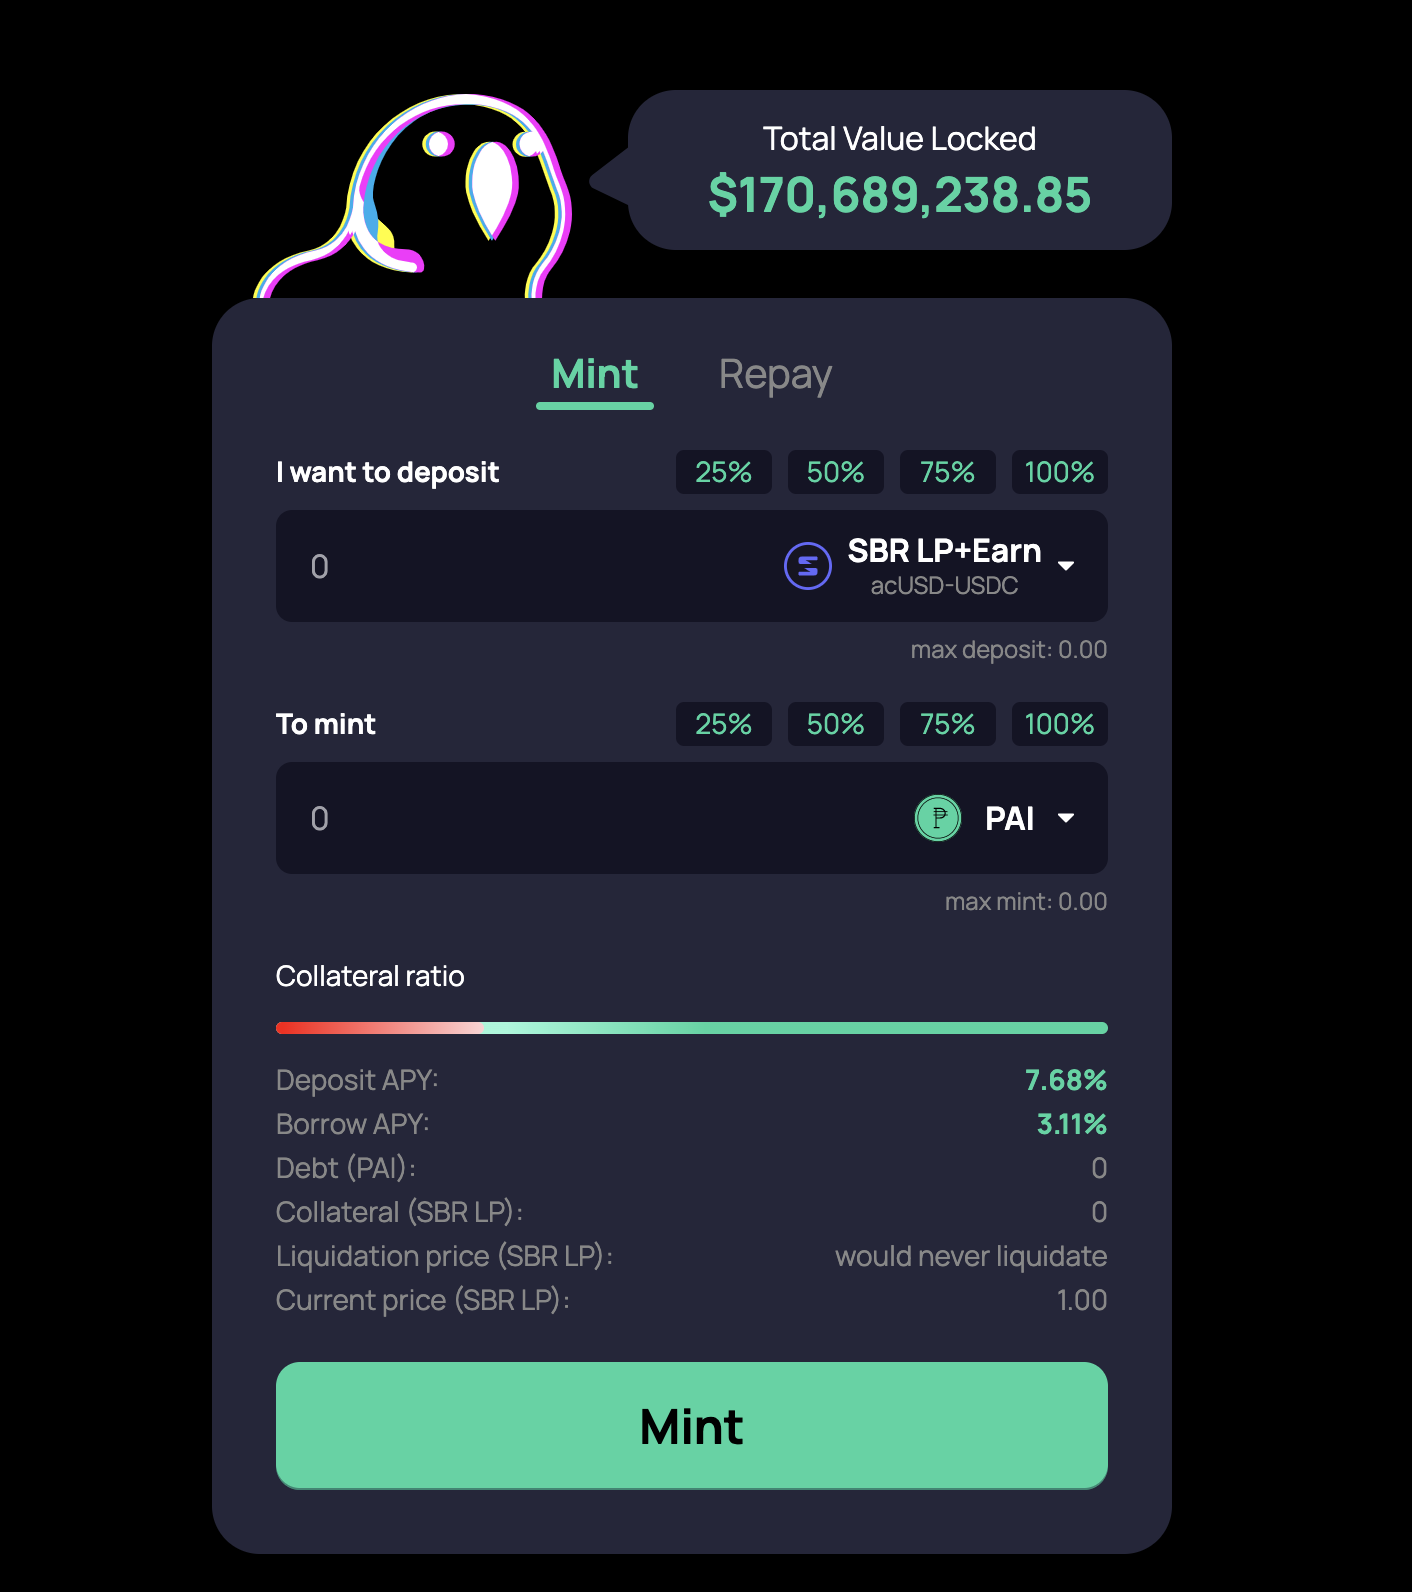 Total Value Locked
$170,689,238.85
Mint Repay
I want to deposit 25% 50% 75% 100%
0 SBR LP+Earn
acUSD-USDC
max deposit: 0.00
To mint 25% 50% 75% 100%
0 PAI
max mint: 0.00
Collateral ratio
Deposit APY: 7.68%
Borrow APY: 3.11%
Debt (PAI): 0
Collateral (SBR LP): 0
Liquidation price (SBR LP): would never liquidate
Current price (SBR LP): 1.00
Mint